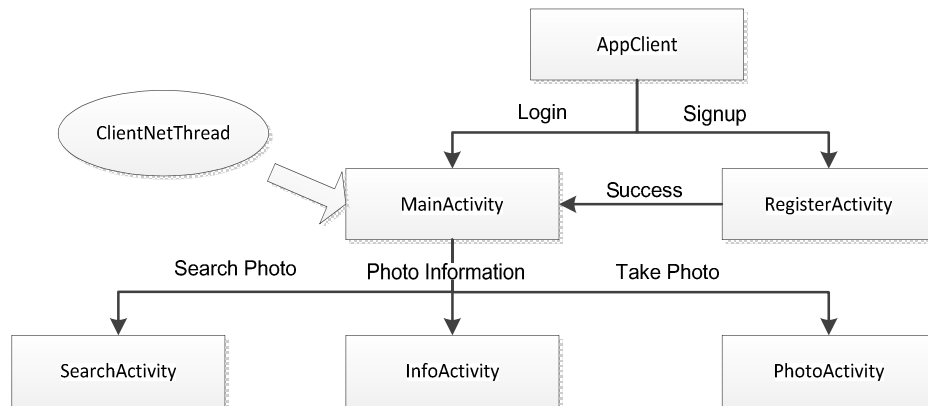 AppClient
Login
Signup
ClientNetThread
MainActivity
Success
RegisterActivity
Search Photo
Photo Information
Take Photo
SearchActivity
InfoActivity
PhotoActivity